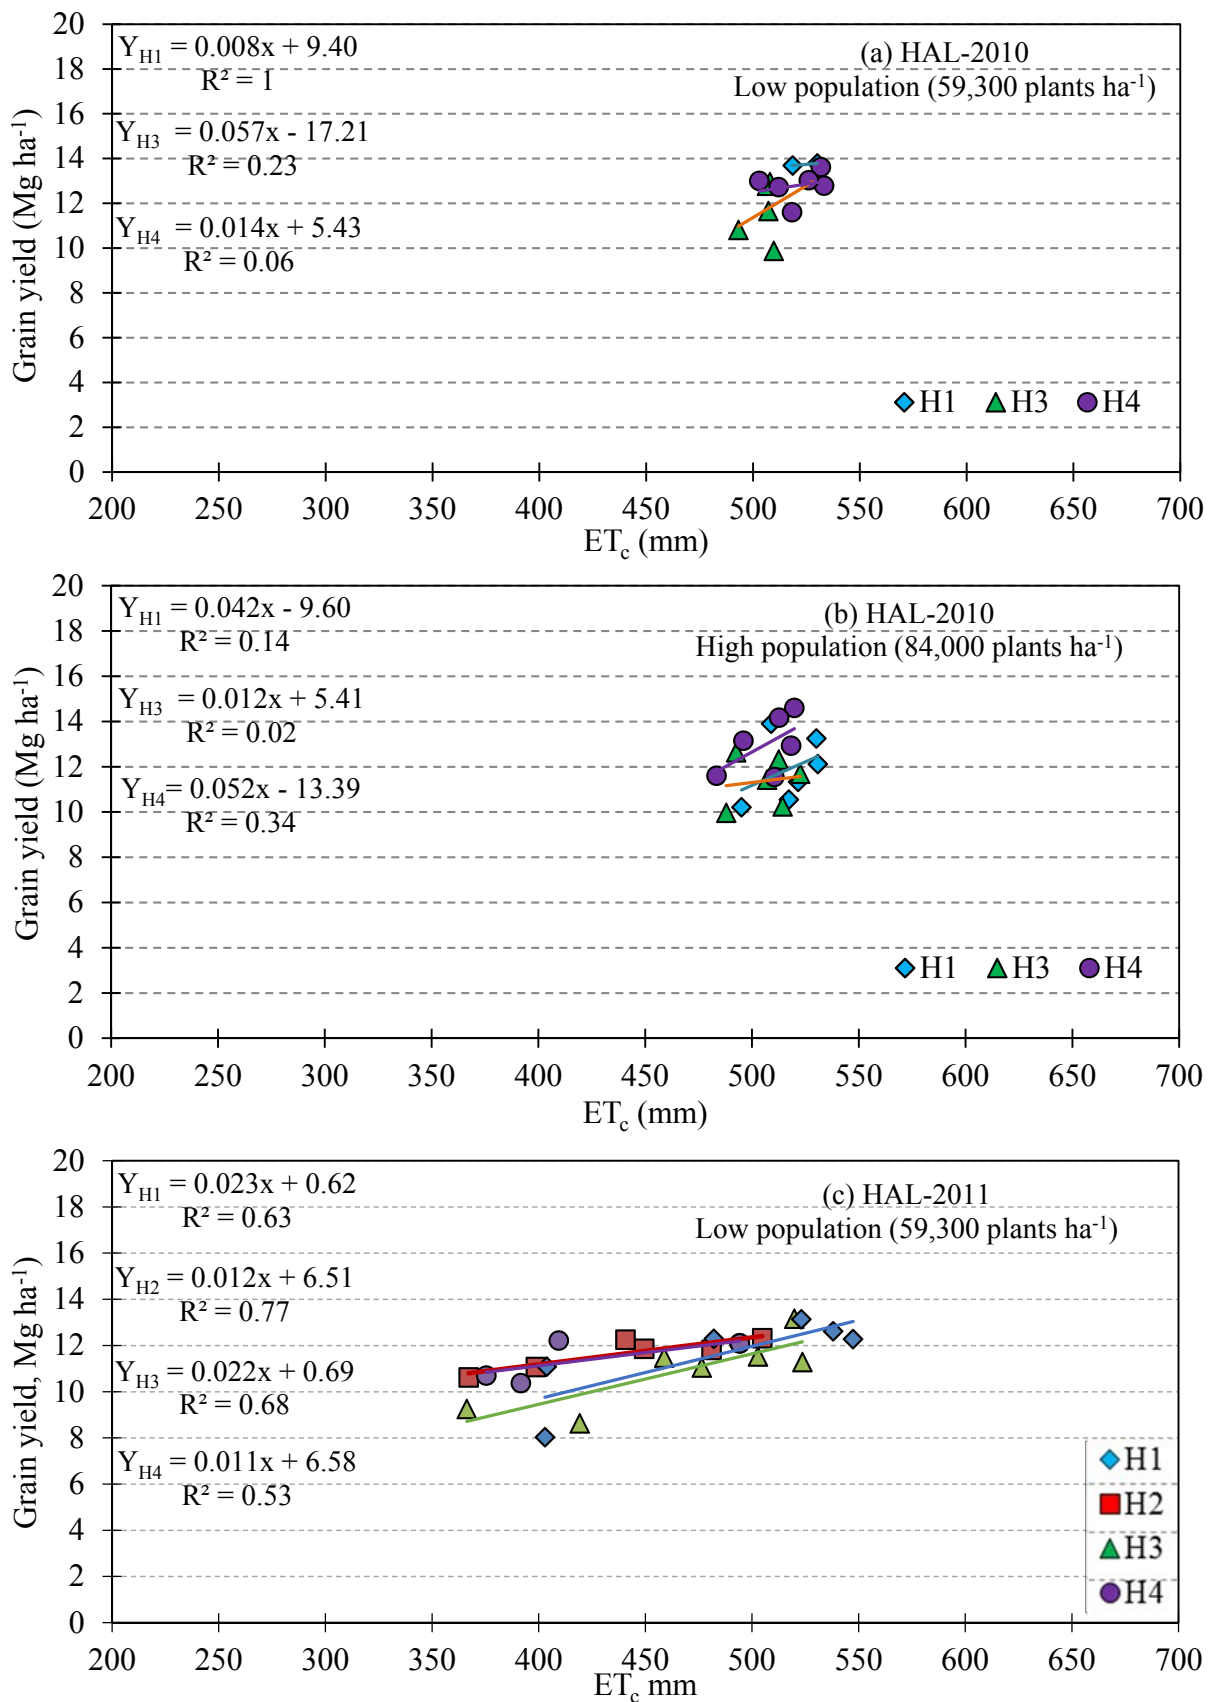 Y_H1 = 0.008x + 9.40
R² = 1
Y_H3 = 0.057x - 17.21
R² = 0.23
Y_H4 = 0.014x + 5.43
R² = 0.06
(a) HAL-2010
Low population (59,300 plants ha⁻¹)
Grain yield (Mg ha⁻¹)
20
18
16
14
12
10
8
6
4
2
0
H1 H3 H4
200 250 300 350 400 450 500 550 600 650 700
ET_c (mm)
Y_H1 = 0.042x - 9.60
R² = 0.14
Y_H3 = 0.012x + 5.41
R² = 0.02
Y_H4 = 0.052x - 13.39
R² = 0.34
(b) HAL-2010
High population (84,000 plants ha⁻¹)
Grain yield (Mg ha⁻¹)
20
18
16
14
12
10
8
6
4
2
0
H1 H3 H4
200 250 300 350 400 450 500 550 600 650 700
ET_c (mm)
Y_H1 = 0.023x + 0.62
R² = 0.63
Y_H2 = 0.012x + 6.51
R² = 0.77
Y_H3 = 0.022x + 0.69
R² = 0.68
Y_H4 = 0.011x + 6.58
R² = 0.53
(c) HAL-2011
Low population (59,300 plants ha⁻¹)
Grain yield, Mg ha⁻¹
20
18
16
14
12
10
8
6
4
2
0
H1
H2
H3
H4
200 250 300 350 400 450 500 550 600 650 700
ET_c mm